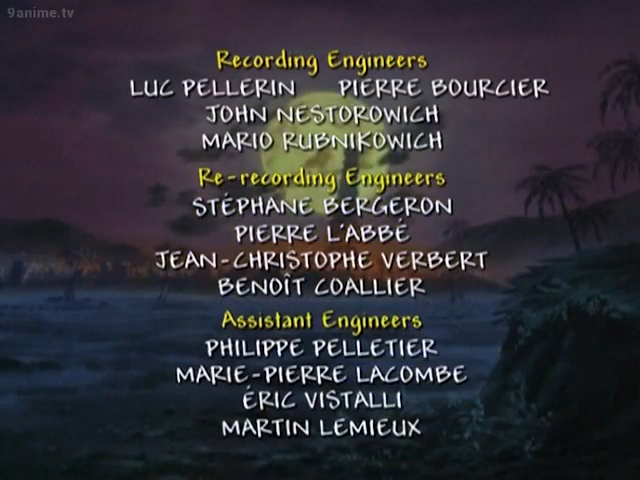 9anime.tv
Recording Engineers
LUC PELLERIN PIERRE BOURCIER
JOHN NESTOROWICH
MARIO RUBNIKOWICH
Re-recording Engineers
STÉPHANE BERGERON
PIERRE L'ABBÉ
JEAN-CHRISTOPHE VERBERT
BENOÎT COALLIER
Assistant Engineers
PHILIPPE PELLETIER
MARIE-PIERRE LACOMBE
ÉRIC VISTALLI
MARTIN LEMIEUX